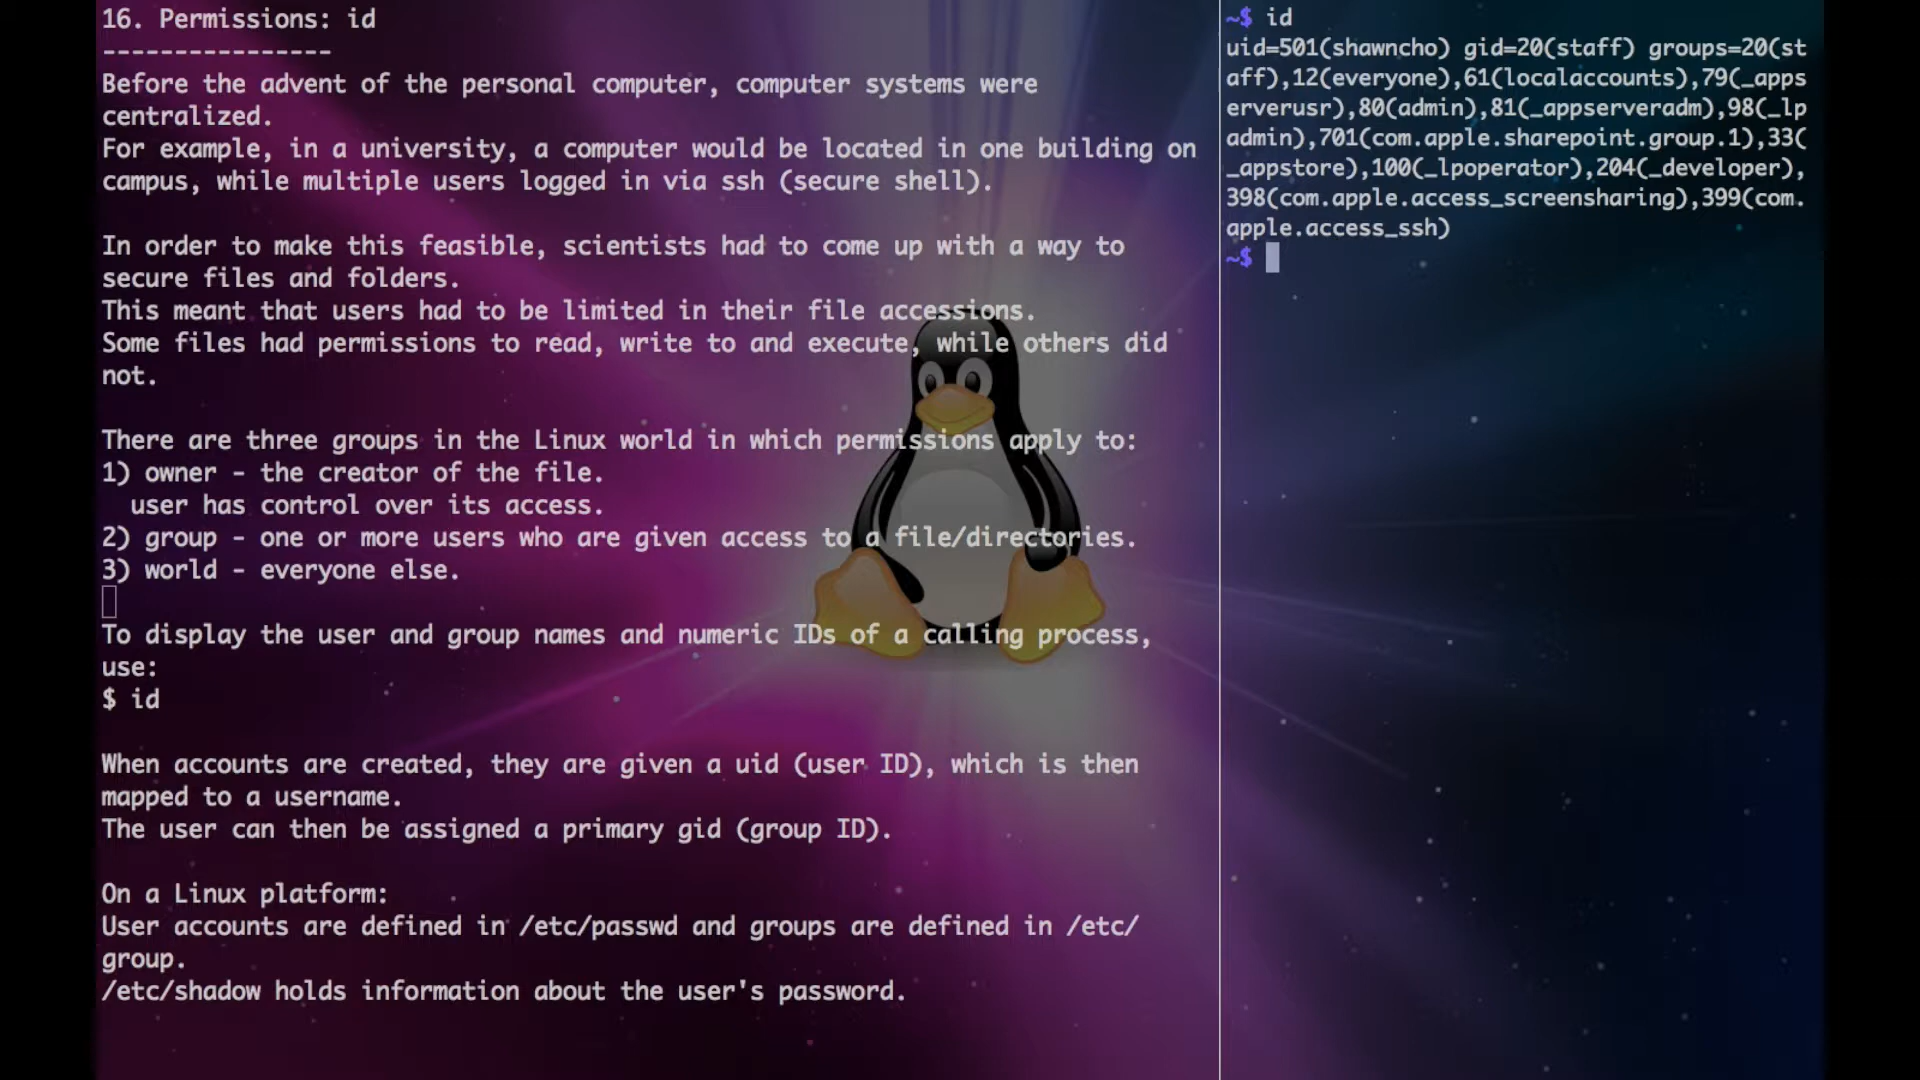 16. Permissions: id
----------------
Before the advent of the personal computer, computer systems were
centralized.
For example, in a university, a computer would be located in one building on
campus, while multiple users logged in via ssh (secure shell).
In order to make this feasible, scientists had to come up with a way to
secure files and folders.
This meant that users had to be limited in their file accessions.
Some files had permissions to read, write to and execute, while others did
not.
There are three groups in the Linux world in which permissions apply to:
1) owner - the creator of the file.
user has control over its access.
2) group - one or more users who are given access to a file/directories.
3) world - everyone else.
To display the user and group names and numeric IDs of a calling process,
use:
$ id
When accounts are created, they are given a uid (user ID), which is then
mapped to a username.
The user can then be assigned a primary gid (group ID).
On a Linux platform:
User accounts are defined in /etc/passwd and groups are defined in /etc/
group.
/etc/shadow holds information about the user's password.
~$ id
uid=501(shawncho) gid=20(staff) groups=20(st
aff),12(everyone),61(localaccounts),79(_apps
erverusr),80(admin),81(_appserveradm),98(_lp
admin),701(com.apple.sharepoint.group.1),33(
_appstore),100(_lpoperator),204(_developer),
398(com.apple.access_screensharing),399(com.
apple.access_ssh)
~$